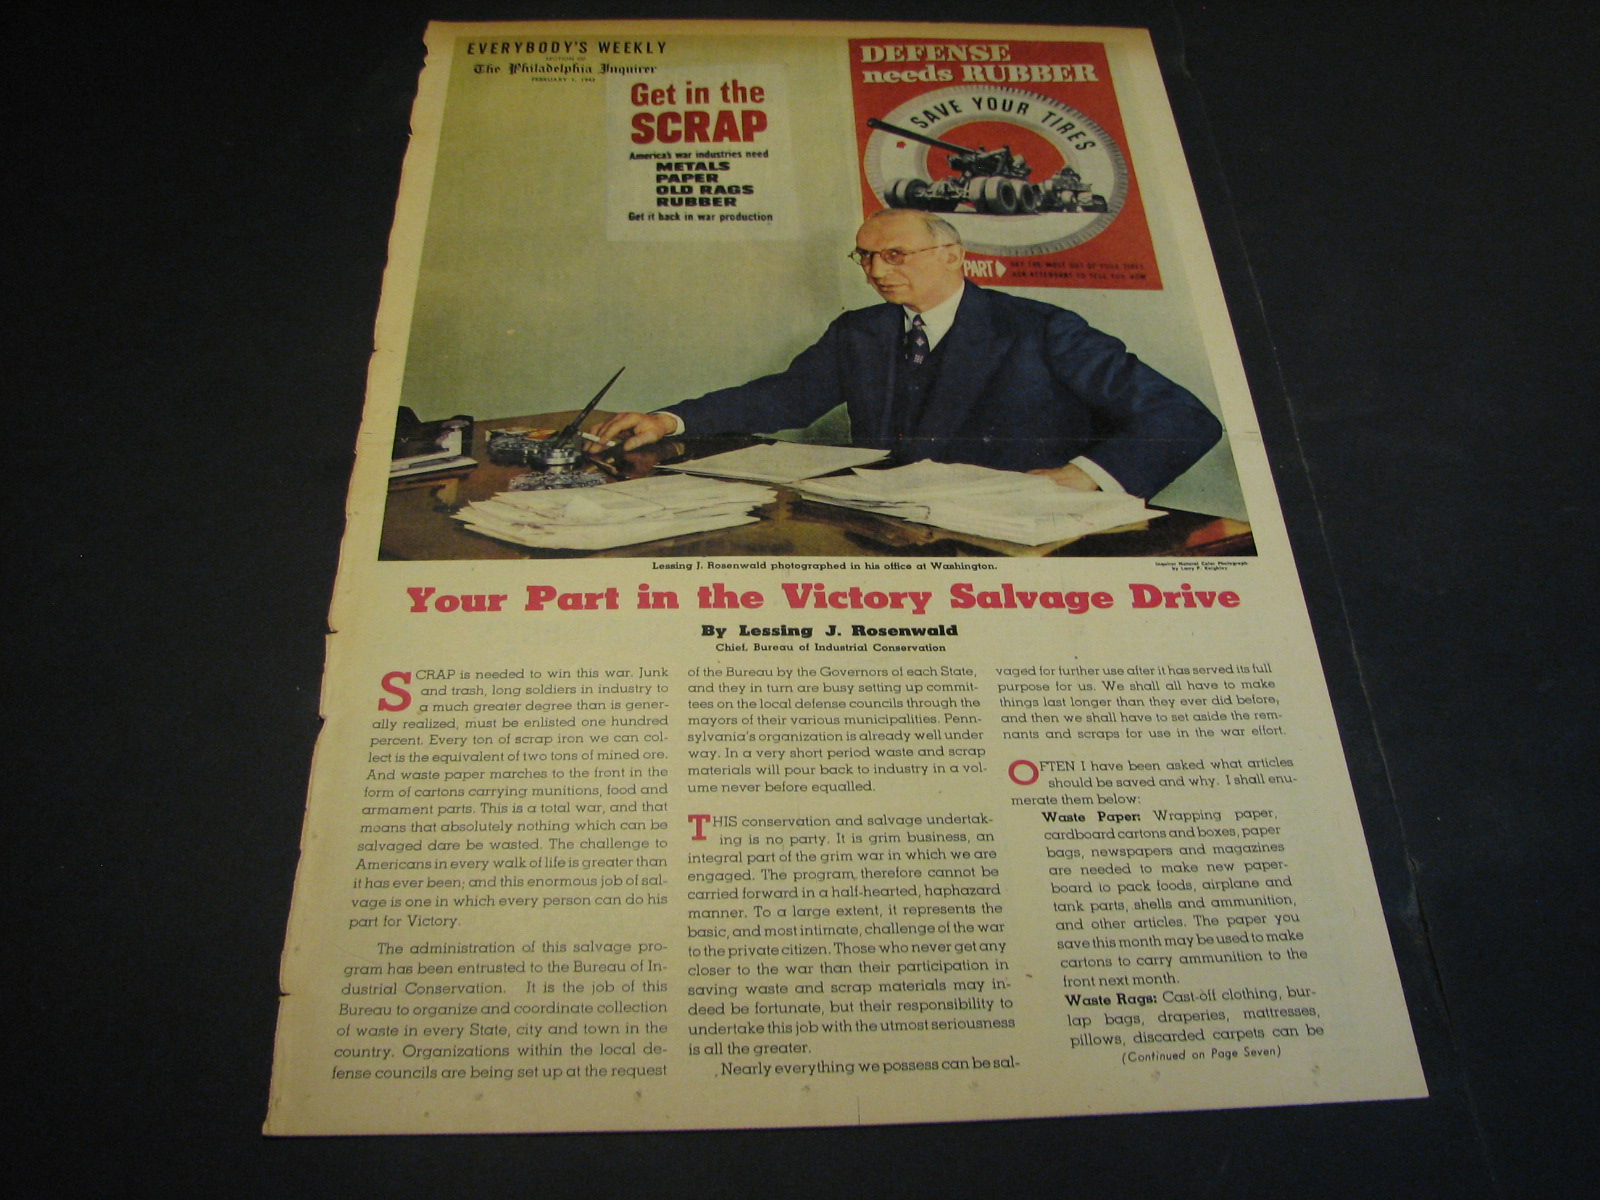 EVERYBODY'S WEEKLY
SECTION OF
The Philadelphia Inquirer
FEBRUARY 1, 1942
Get in the
SCRAP
America's war industries need
METALS
PAPER
OLD RAGS
RUBBER
Get it back in war production
DEFENSE
needs RUBBER
SAVE YOUR TIRES
PART
GET THE MOST OUT OF YOUR TIRES
ASK ATTENDANT TO TELL YOU HOW
Lessing J. Rosenwald photographed in his office at Washington.
Inquirer Natural Color Photograph
by Larry P. Keighley
Your Part in the Victory Salvage Drive
By Lessing J. Rosenwald
Chief, Bureau of Industrial Conservation
SCRAP is needed to win this war. Junk
and trash, long soldiers in industry to
a much greater degree than is gener-
ally realized, must be enlisted one hundred
percent. Every ton of scrap iron we can col-
lect is the equivalent of two tons of mined ore.
And waste paper marches to the front in the
form of cartons carrying munitions, food and
armament parts. This is a total war, and that
means that absolutely nothing which can be
salvaged dare be wasted. The challenge to
Americans in every walk of life is greater than
it has ever been; and this enormous job of sal-
vage is one in which every person can do his
part for Victory.
The administration of this salvage pro-
gram has been entrusted to the Bureau of In-
dustrial Conservation. It is the job of this
Bureau to organize and coordinate collection
of waste in every State, city and town in the
country. Organizations within the local de-
fense councils are being set up at the request
of the Bureau by the Governors of each State,
and they in turn are busy setting up commit-
tees on the local defense councils through the
mayors of their various municipalities. Penn-
sylvania's organization is already well under
way. In a very short period waste and scrap
materials will pour back to industry in a vol-
ume never before equalled.
THIS conservation and salvage undertak-
ing is no party. It is grim business, an
integral part of the grim war in which we are
engaged. The program, therefore cannot be
carried forward in a half-hearted, haphazard
manner. To a large extent, it represents the
basic, and most intimate, challenge of the war
to the private citizen. Those who never get any
closer to the war than their participation in
saving waste and scrap materials may in-
deed be fortunate, but their responsibility to
undertake this job with the utmost seriousness
is all the greater.
Nearly everything we possess can be sal-
vaged for further use after it has served its full
purpose for us. We shall all have to make
things last longer than they ever did before,
and then we shall have to set aside the rem-
nants and scraps for use in the war effort.
OFTEN I have been asked what articles
should be saved and why. I shall enu-
merate them below:
Waste Paper: Wrapping paper,
cardboard cartons and boxes, paper
bags, newspapers and magazines
are needed to make new paper-
board to pack foods, airplane and
tank parts, shells and ammunition,
and other articles. The paper you
save this month may be used to make
cartons to carry ammunition to the
front next month.
Waste Rags: Cast-off clothing, bur-
lap bags, draperies, mattresses,
pillows, discarded carpets can be
(Continued on Page Seven)